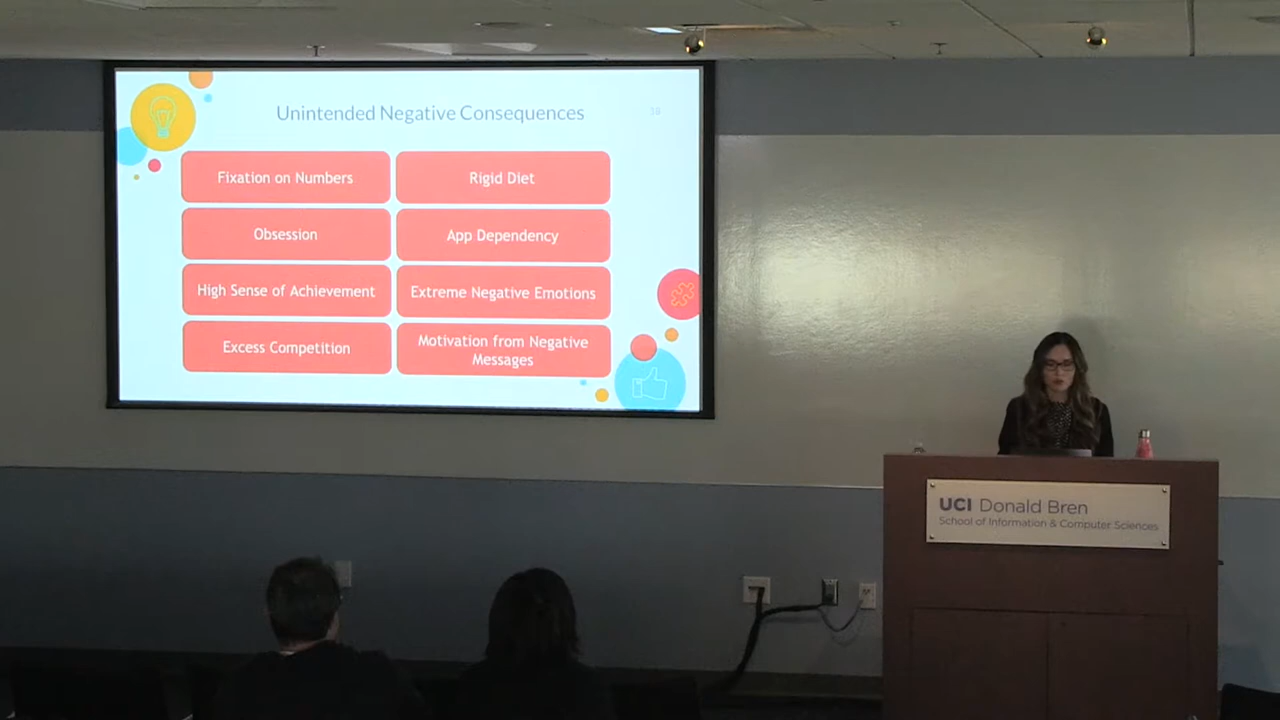 Unintended Negative Consequences
19
Fixation on Numbers
Rigid Diet
Obsession
App Dependency
High Sense of Achievement
Extreme Negative Emotions
Excess Competition
Motivation from Negative
Messages
UCI Donald Bren
School of Information & Computer Sciences